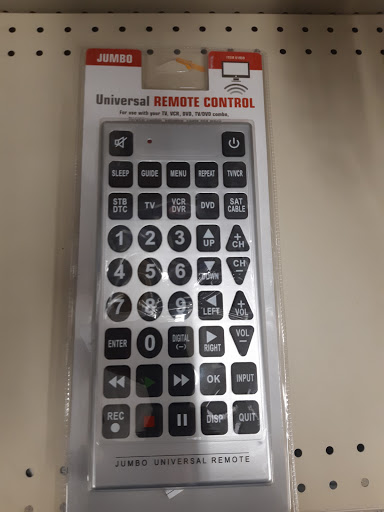 JUMBO
Universal REMOTE CONTROL
For use with your TV, VCR, DVD, TV/DVD combo,
SLEEP GUIDE MENU REPEAT TV/VCR
STB DTC TV VCR DVR DVD SAT CABLE
1 2 3 UP + CH
4 5 6 DOWN CH -
7 8 9 LEFT + VOL
ENTER 0 DIGITAL (-·-) RIGHT VOL -
OK INPUT
REC DISP QUIT
JUMBO UNIVERSAL REMOTE